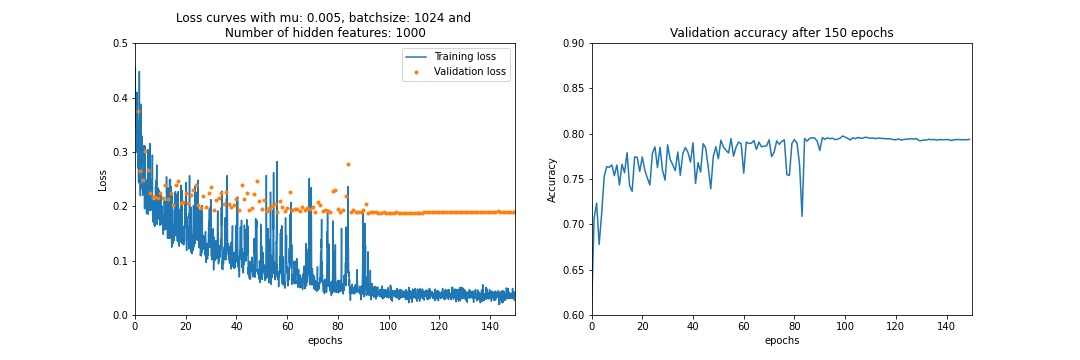 Loss curves with mu: 0.005, batchsize: 1024 and
Number of hidden features: 1000
0.5
0.4
0.3
0.2
0.1
0.0
Loss
Training loss
Validation loss
0 20 40 60 80 100 120 140
epochs
Validation accuracy after 150 epochs
0.90
0.85
0.80
0.75
0.70
0.65
0.60
Accuracy
0 20 40 60 80 100 120 140
epochs